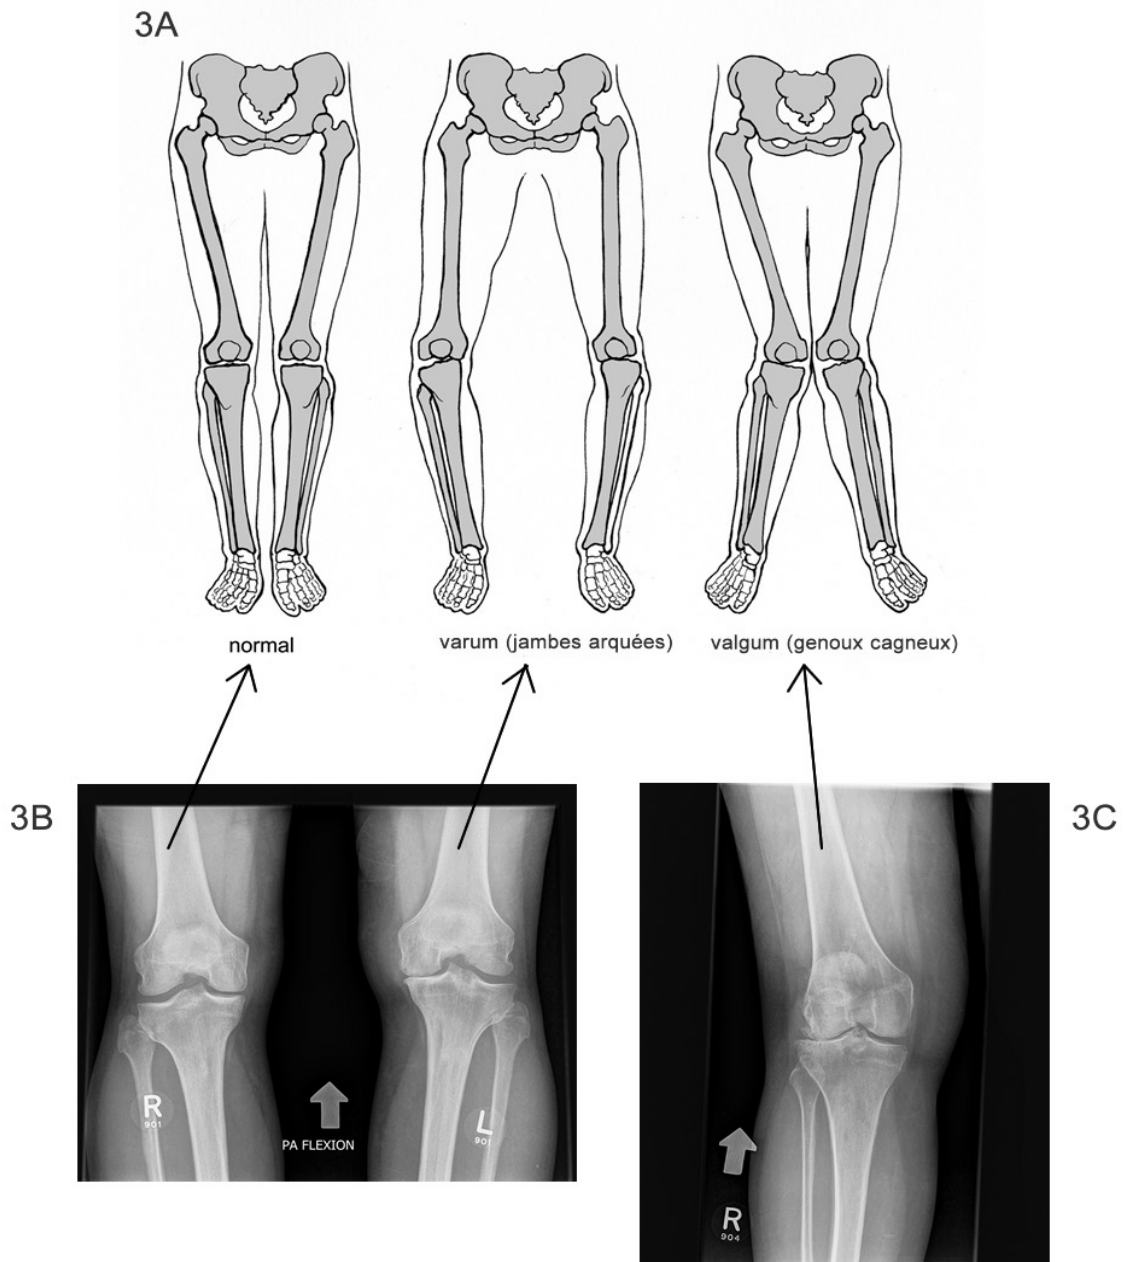 3A
normal
varum (jambes arquées)
valgum (genoux cagneux)
3B
3C
R
901
PA FLEXION
L
901
R
904